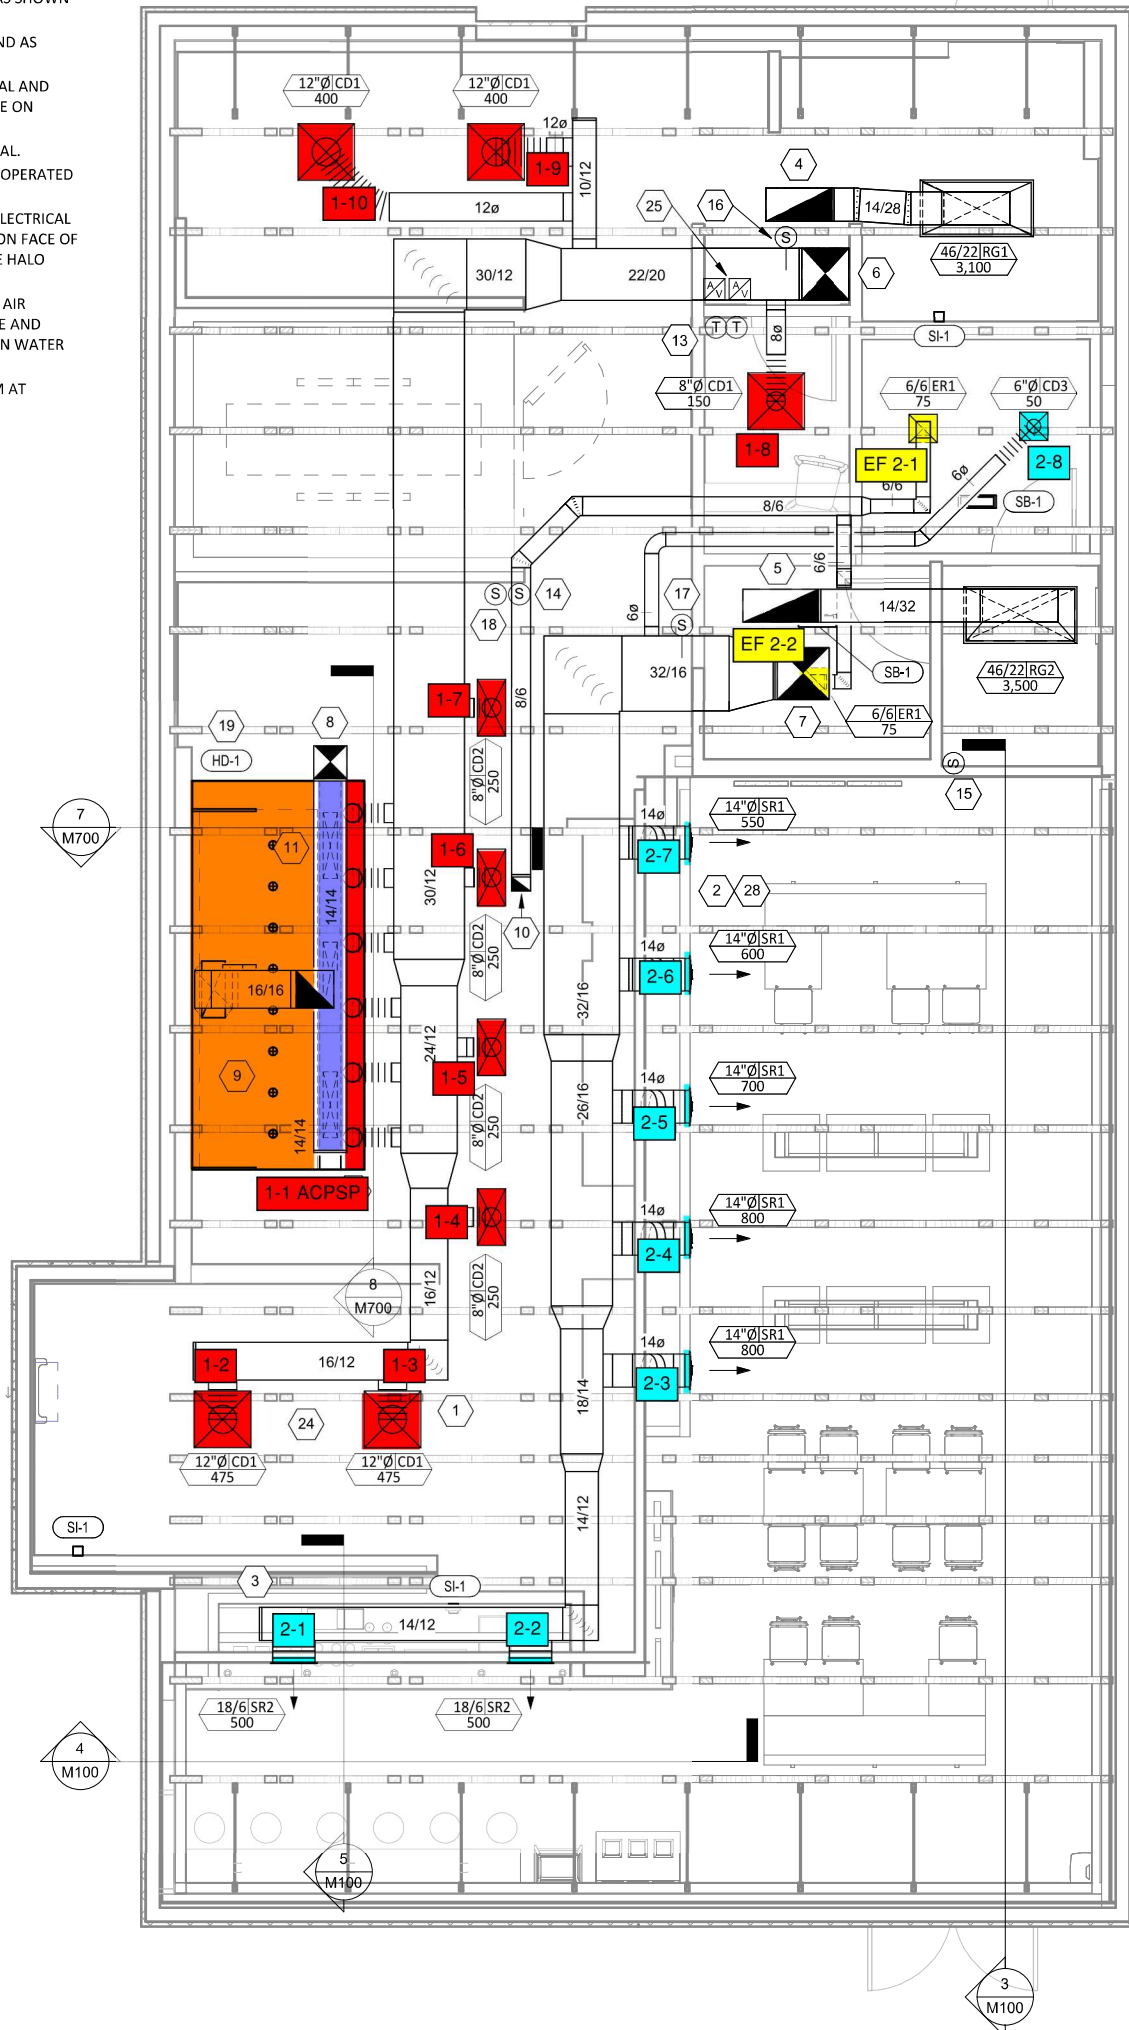 AS SHOWN
ND AS
AL AND
E ON
AL.
OPERATED
LECTRICAL
ON FACE OF
E HALO
AIR
E AND
N WATER
M AT
12"Ø CD1
400
12"Ø CD1
400
12ø
1-9
1-10
12ø
10/12
4
14/28
25
16
S
46/22 RG1
3,100
30/12
22/20
A/V
A/V
6
SI-1
13
T
T
8ø
8"Ø CD1
150
6/6 ER1
75
6"Ø CD3
50
1-8
EF 2-1
2-8
6/6
6ø
8/6
SB-1
6/6
5
S
S
14
17
18
S
6ø
14/32
EF 2-2
32/16
SB-1
46/22 RG2
3,500
1-7
8/6
7
6/6 ER1
75
19
8
HD-1
8"Ø CD2
250
S
15
7
M700
14ø
14"Ø SR1
550
11
1-6
2-7
14/14
30/12
2
28
10
8"Ø CD2
250
14ø
14"Ø SR1
600
2-6
16/16
32/16
24/12
9
1-5
14ø
14"Ø SR1
700
26/16
2-5
14/14
8"Ø CD2
250
1-1 ACPSP
1-4
14ø
14"Ø SR1
800
2-4
8
M700
16/12
8"Ø CD2
250
14ø
14"Ø SR1
800
1-2
16/12
1-3
2-3
18/14
24
1
12"Ø CD1
475
12"Ø CD1
475
14/12
SI-1
3
SI-1
2-1
14/12
2-2
18/6 SR2
500
18/6 SR2
500
4
M100
5
M100
3
M100